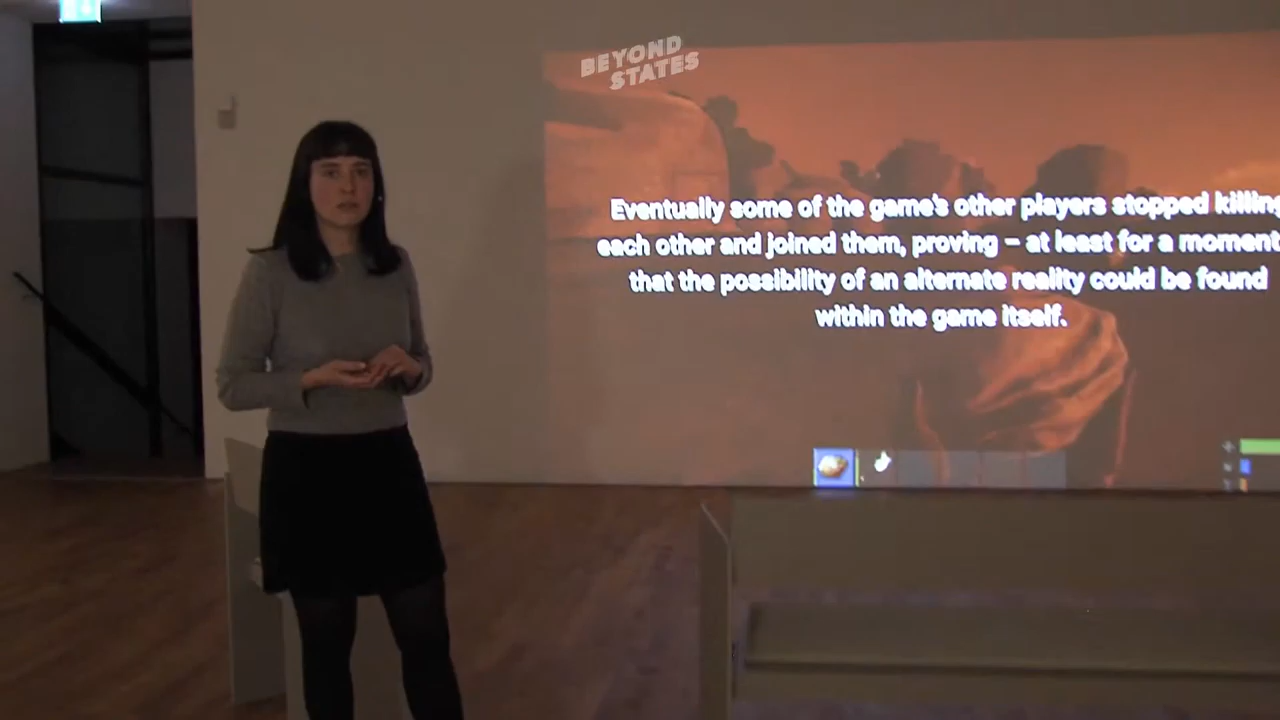 BEYOND
STATES
Eventually some of the game's other players stopped killing
each other and joined them, proving – at least for a moment
that the possibility of an alternate reality could be found
within the game itself.